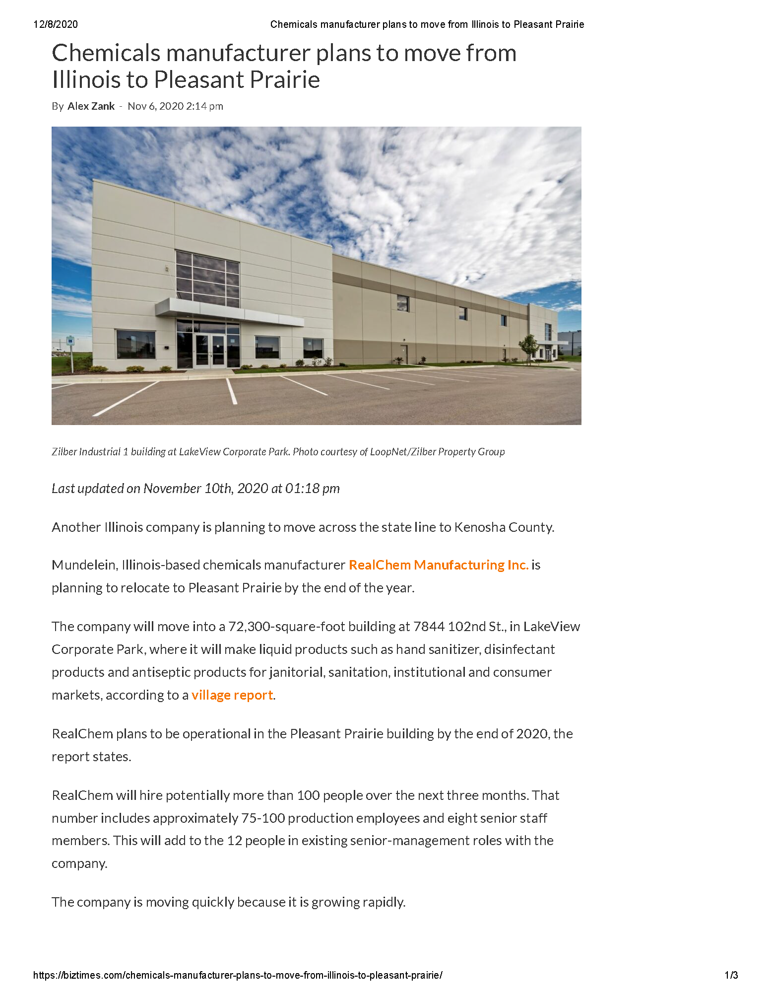 12/8/2020 Chemicals manufacturer plans to move from Illinois to Pleasant Prairie
Chemicals manufacturer plans to move from
Illinois to Pleasant Prairie
By Alex Zank - Nov 6, 2020 2:14 pm
Zilber Industrial 1 building at LakeView Corporate Park. Photo courtesy of LoopNet/Zilber Property Group
Last updated on November 10th, 2020 at 01:18 pm
Another Illinois company is planning to move across the state line to Kenosha County.
Mundelein, Illinois-based chemicals manufacturer RealChem Manufacturing Inc. is
planning to relocate to Pleasant Prairie by the end of the year.
The company will move into a 72,300-square-foot building at 7844 102nd St., in LakeView
Corporate Park, where it will make liquid products such as hand sanitizer, disinfectant
products and antiseptic products for janitorial, sanitation, institutional and consumer
markets, according to a village report.
RealChem plans to be operational in the Pleasant Prairie building by the end of 2020, the
report states.
RealChem will hire potentially more than 100 people over the next three months. That
number includes approximately 75-100 production employees and eight senior staff
members. This will add to the 12 people in existing senior-management roles with the
company.
The company is moving quickly because it is growing rapidly.
https://biztimes.com/chemicals-manufacturer-plans-to-move-from-illinois-to-pleasant-prairie/ 1/3